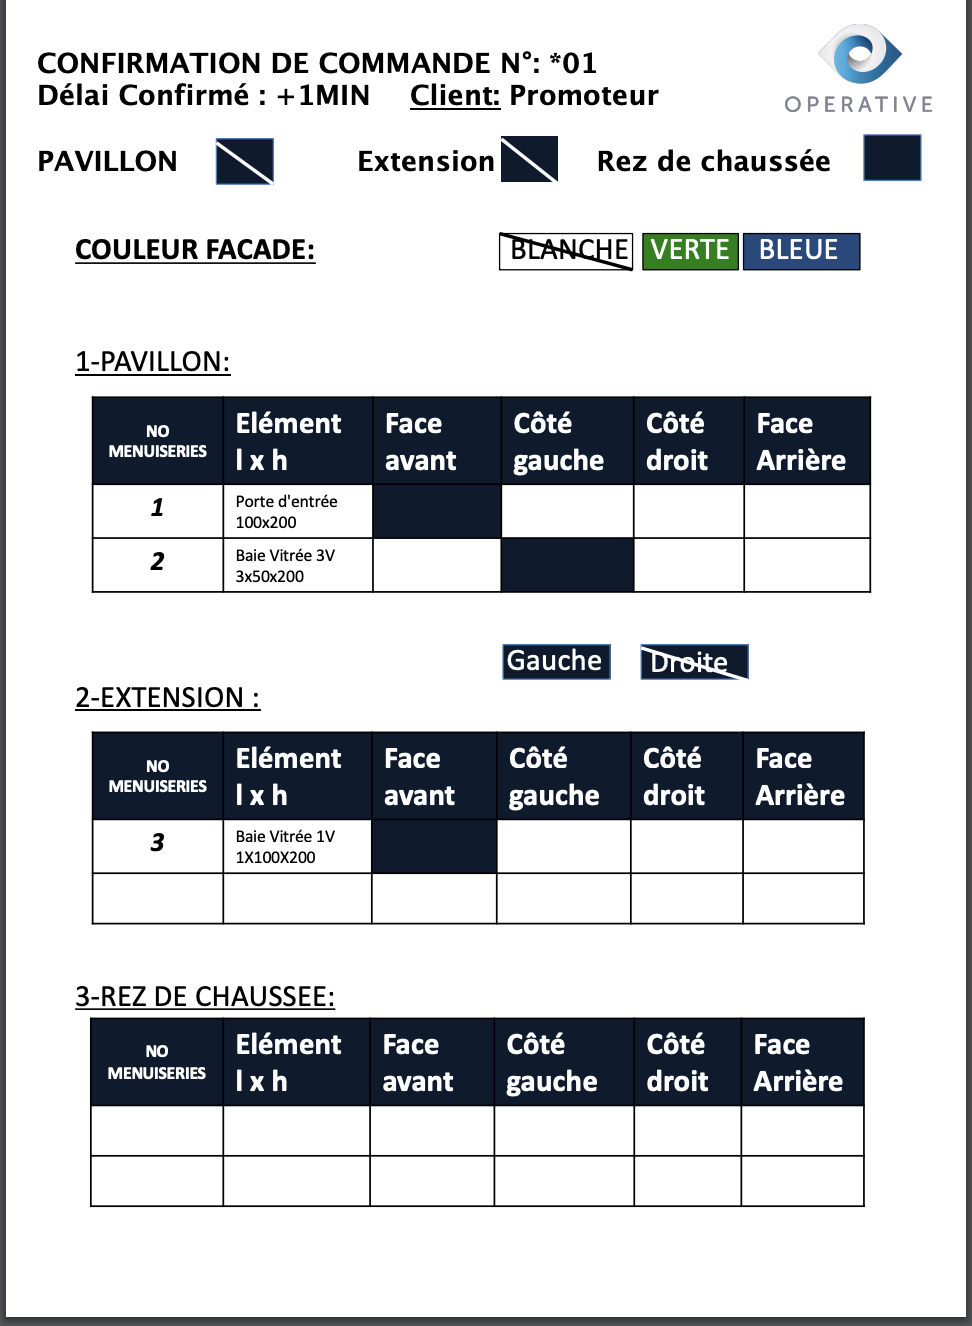 CONFIRMATION DE COMMANDE N°: *01
Délai Confirmé : +1MIN Client: Promoteur
OPERATIVE
PAVILLON Extension Rez de chaussée
COULEUR FACADE: BLANCHE VERTE BLEUE
1-PAVILLON:
NO MENUISERIES Elément l x h Face avant Côté gauche Côté droit Face Arrière
1 Porte d'entrée 100x200
2 Baie Vitrée 3V 3x50x200
Gauche Droite
2-EXTENSION :
NO MENUISERIES Elément l x h Face avant Côté gauche Côté droit Face Arrière
3 Baie Vitrée 1V 1X100X200
3-REZ DE CHAUSSEE:
NO MENUISERIES Elément l x h Face avant Côté gauche Côté droit Face Arrière